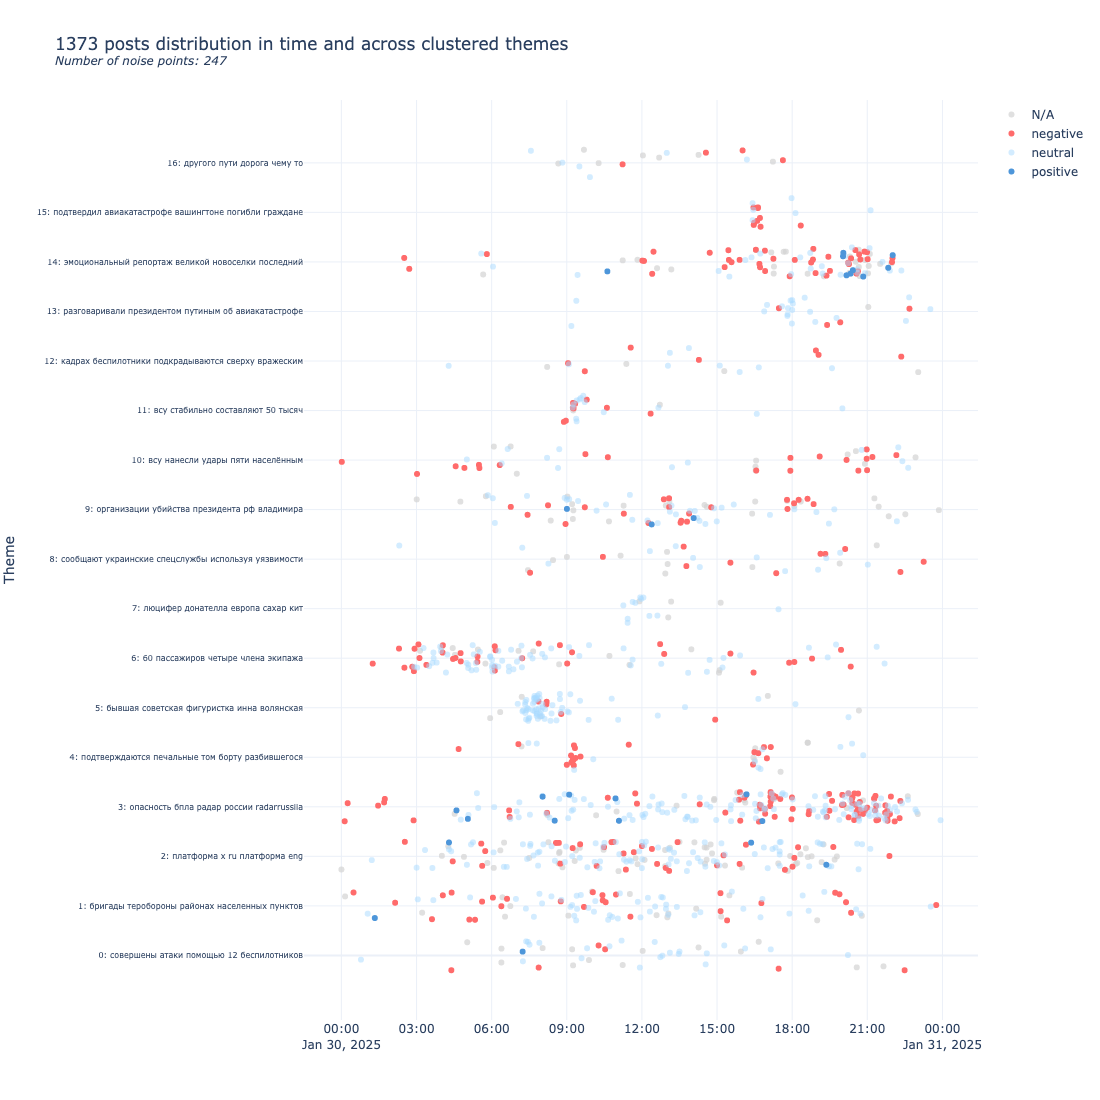 1373 posts distribution in time and across clustered themes
Number of noise points: 247
N/A
negative
neutral
positive
Theme
16: другого пути дорога чему то
15: подтвердил авиакатастрофе вашингтоне погибли граждане
14: эмоциональный репортаж великой новоселки последний
13: разговаривали президентом путиным об авиакатастрофе
12: кадрах беспилотники подкрадываются сверху вражеским
11: всу стабильно составляют 50 тысяч
10: всу нанесли удары пяти населённым
9: организации убийства президента рф владимира
8: сообщают украинские спецслужбы используя уязвимости
7: люцифер донателла европа сахар кит
6: 60 пассажиров четыре члена экипажа
5: бывшая советская фигуристка инна волянская
4: подтверждаются печальные том борту разбившегося
3: опасность бпла радар россии radarrussiia
2: платформа х ru платформа eng
1: бригады теробороны районах населенных пунктов
0: совершены атаки помощью 12 беспилотников
00:00 03:00 06:00 09:00 12:00 15:00 18:00 21:00 00:00
Jan 30, 2025 Jan 31, 2025